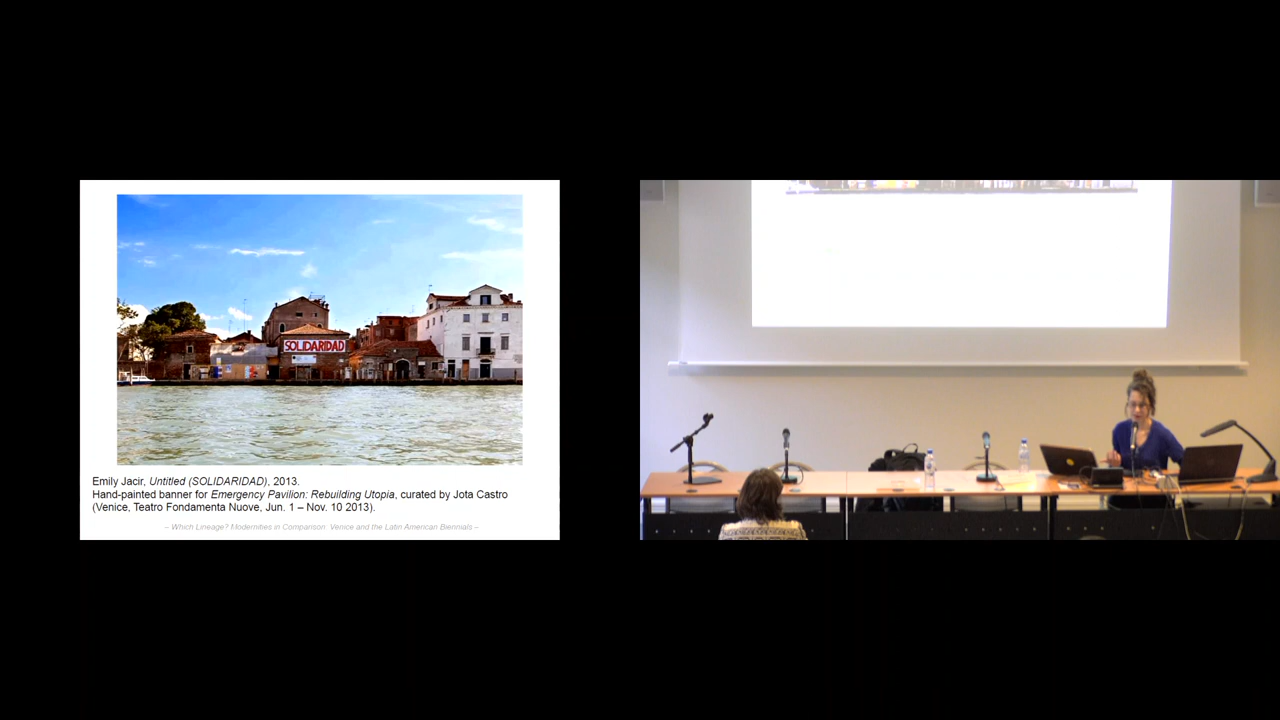 SOLIDARIDAD
Emily Jacir, Untitled (SOLIDARIDAD), 2013.
Hand-painted banner for Emergency Pavilion: Rebuilding Utopia, curated by Jota Castro
(Venice, Teatro Fondamenta Nuove, Jun. 1 – Nov. 10 2013).
– Which Lineage? Modernities in Comparison: Venice and the Latin American Biennials –